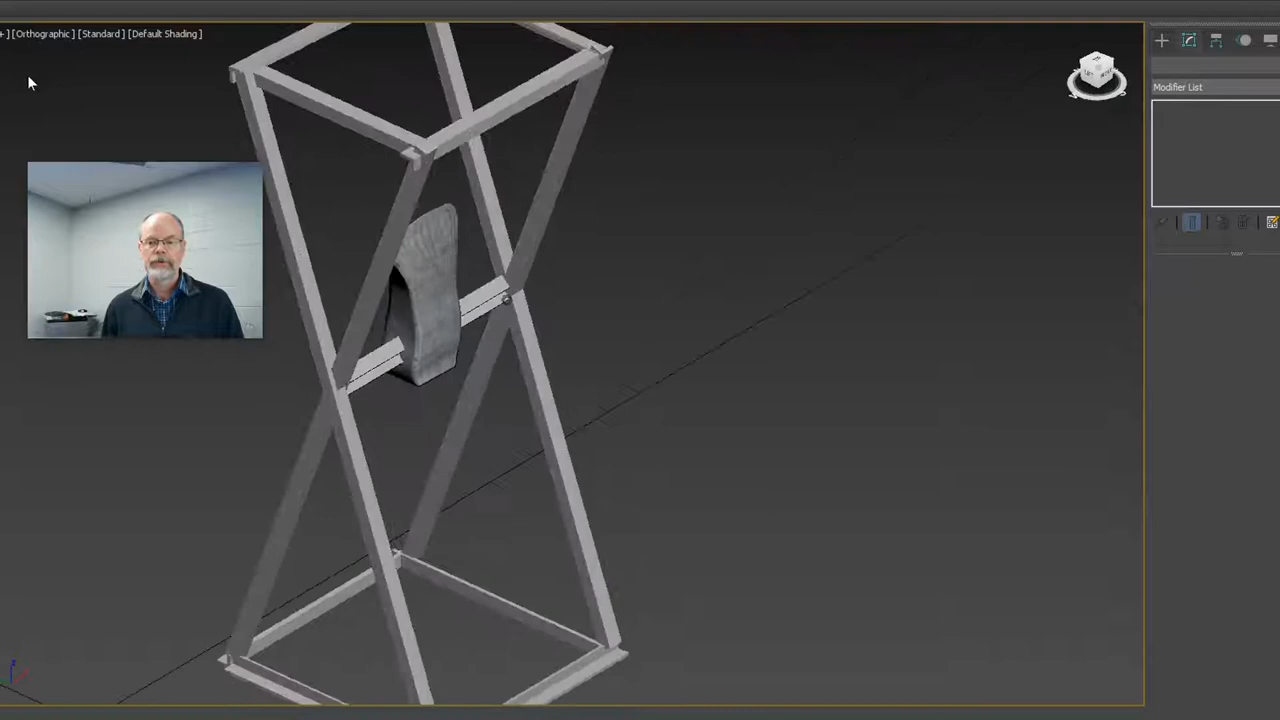 + ] [Orthographic ] [Standard ] [Default Shading ]
Modifier List